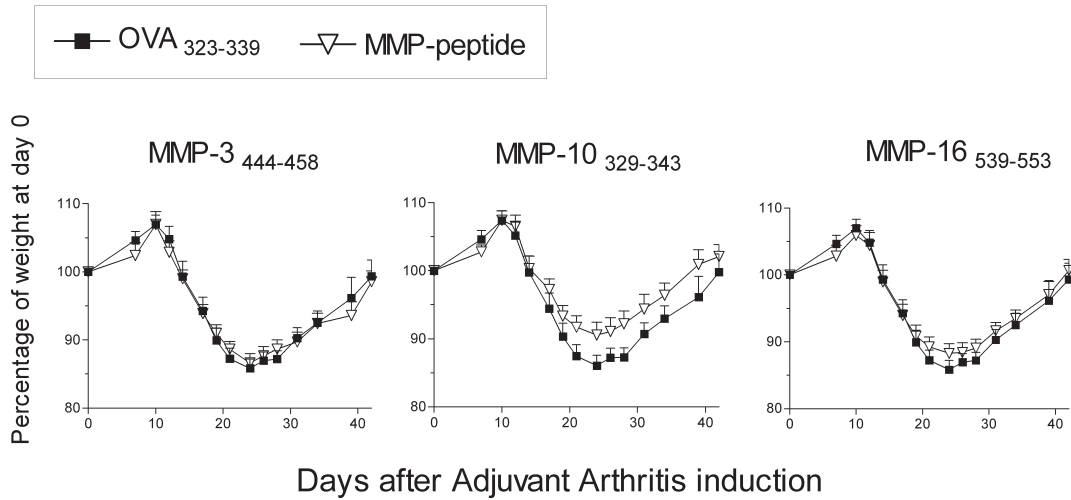 OVA 323-339 MMP-peptide
Percentage of weight at day 0
MMP-3 444-458
MMP-10 329-343
MMP-16 539-553
110
100
90
80
0 10 20 30 40
110
100
90
80
0 10 20 30 40
110
100
90
80
0 10 20 30 40
Days after Adjuvant Arthritis induction